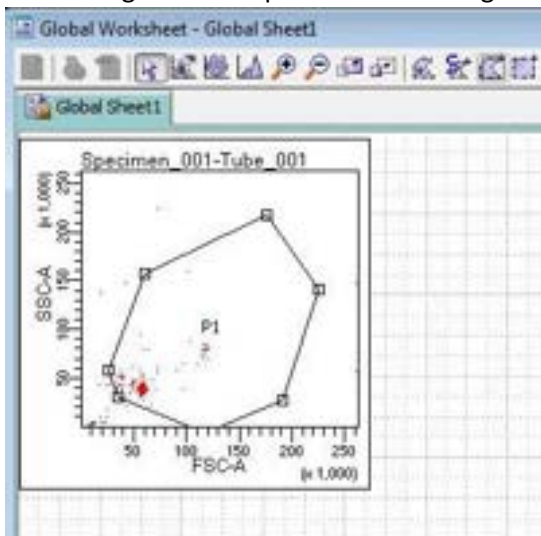 Global Worksheet - Global Sheet1
Global Sheet1
Specimen_001-Tube_001
(x 1,000)
250
200
150
100
50
SSC-A
P1
50
100
150
200
250
FSC-A
(x 1,000)